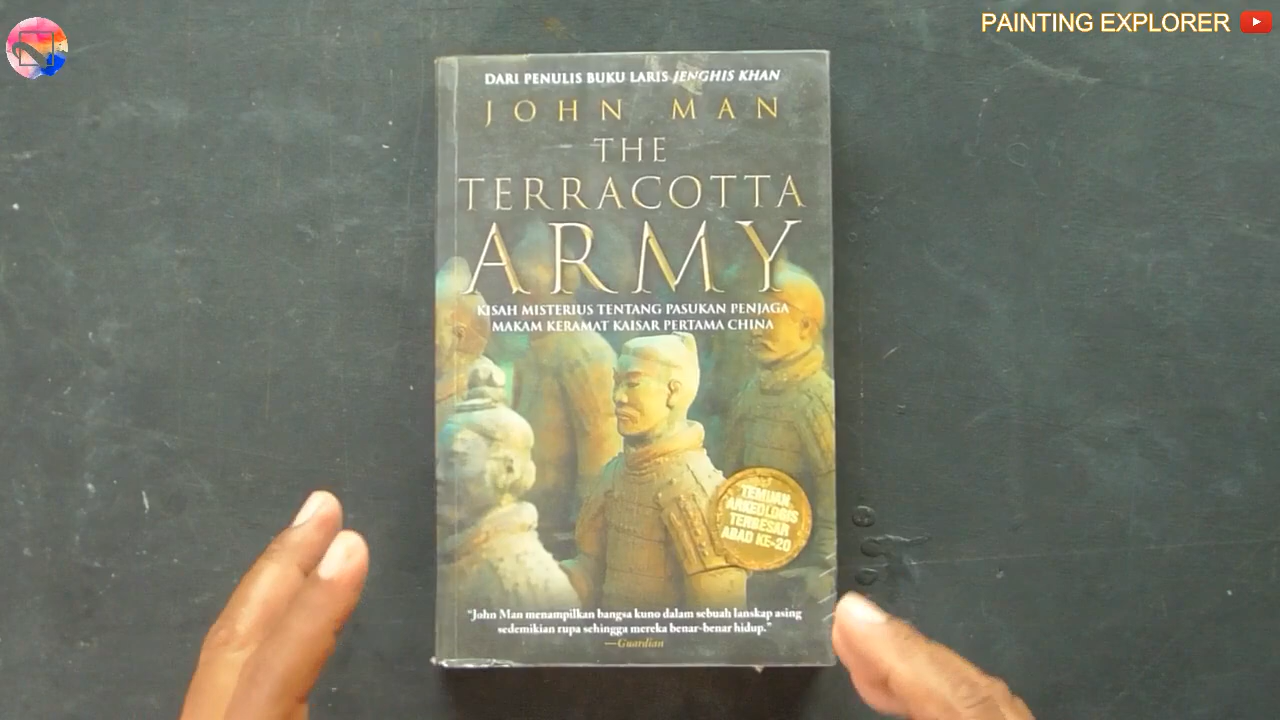 PAINTING EXPLORER
DARI PENULIS BUKU LARIS JENGHIS KHAN
JOHN MAN
THE
TERRACOTTA
ARMY
KISAH MISTERIUS TENTANG PASUKAN PENJAGA
MAKAM KERAMAT KAISAR PERTAMA CHINA
TEMUAN
ARKEOLOGIS
TERBESAR
ABAD KE-20
“John Man menampilkan bangsa kuno dalam sebuah lanskap asing
sedemikian rupa sehingga mereka benar-benar hidup.”
—Guardian